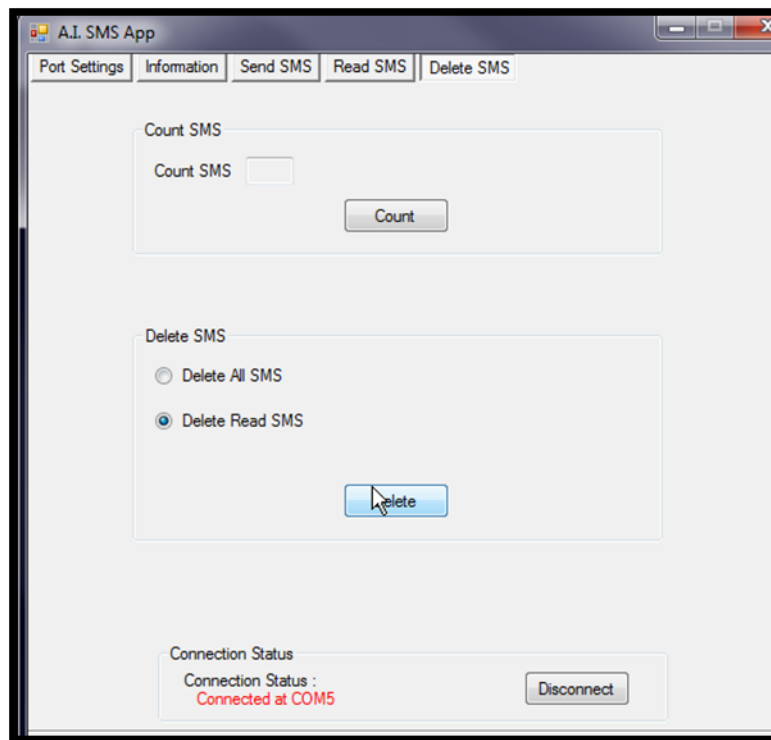 A.I. SMS App
Port Settings Information Send SMS Read SMS Delete SMS
Count SMS
Count SMS
Count
Delete SMS
Delete All SMS
Delete Read SMS
Delete
Connection Status
Connection Status :
Connected at COM5
Disconnect